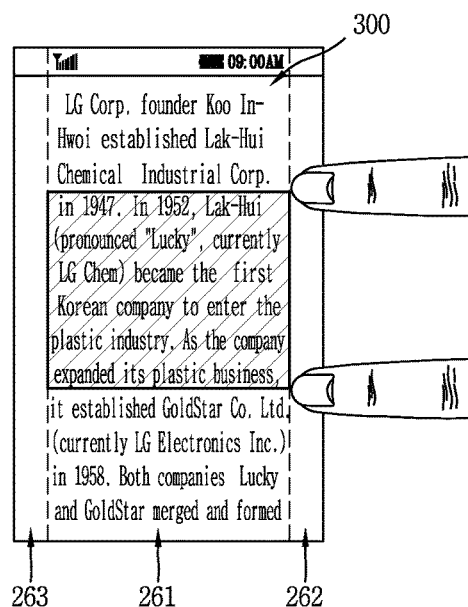 300
09:00AM
LG Corp. founder Koo In-
Hwoi established Lak-Hui
Chemical Industrial Corp.
in 1947. In 1952, Lak-Hui
(pronounced "Lucky", currently
LG Chem) became the first
Korean company to enter the
plastic industry. As the company
expanded its plastic business,
it established GoldStar Co. Ltd.
(currently LG Electronics Inc.)
in 1958. Both companies Lucky
and GoldStar merged and formed
263 261 262